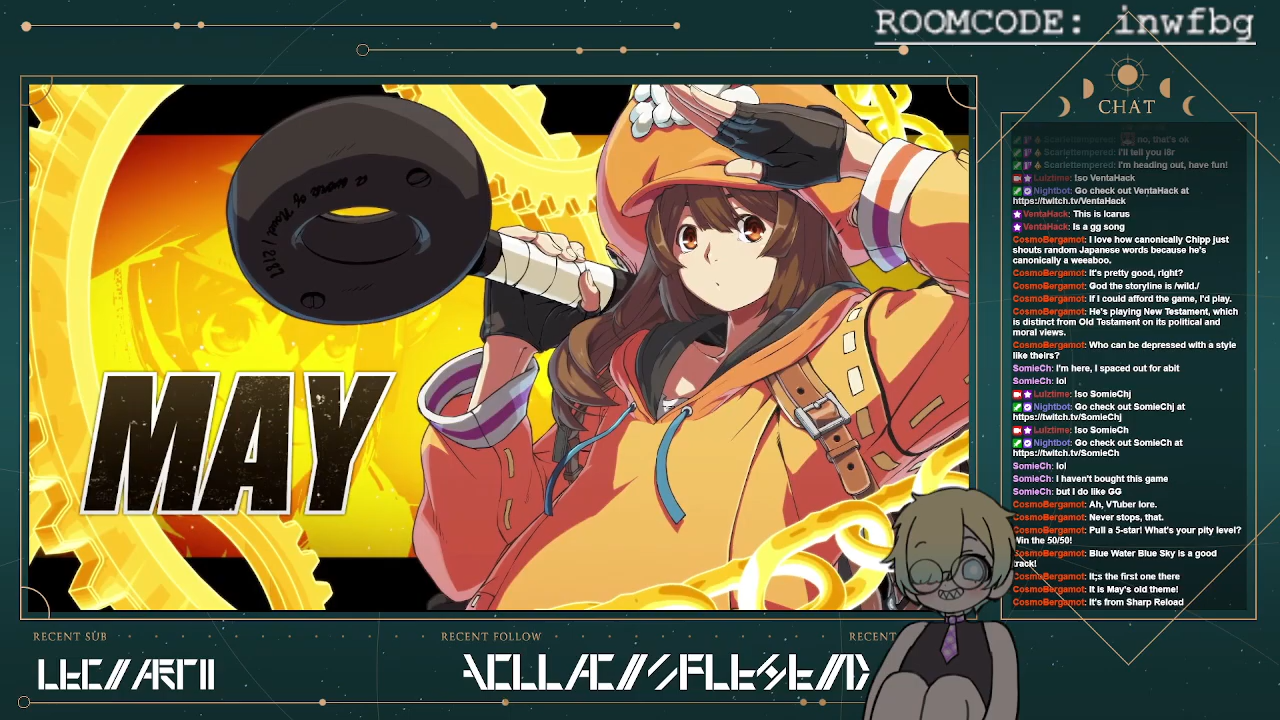 ROOMCODE: inwfbg
CHAT
Scarlettempered: no, that's ok
Scarlettempered: I'll tell you l8r
Scarlettempered: I'm heading out, have fun!
Lulztime: !so VentaHack
Nightbot: Go check out VentaHack at
https://twitch.tv/VentaHack
VentaHack: This is Icarus
VentaHack: Is a gg song
CosmoBergamot: I love how canonically Chipp just
shouts random Japanese words because he's
canonically a weeaboo.
CosmoBergamot: It's pretty good, right?
CosmoBergamot: God the storyline is /wild./
CosmoBergamot: If I could afford the game, I'd play.
CosmoBergamot: He's playing New Testament, which
is distinct from Old Testament on its political and
moral views.
CosmoBergamot: Who can be depressed with a style
like theirs?
SomieCh: I'm here, I spaced out for abit
SomieCh: lol
Lulztime: !so SomieChj
Nightbot: Go check out SomieChj at
https://twitch.tv/SomieChj
Lulztime: !so SomieCh
Nightbot: Go check out SomieCh at
https://twitch.tv/SomieCh
SomieCh: lol
SomieCh: I haven't bought this game
SomieCh: but I do like GG
CosmoBergamot: Ah, VTuber lore.
CosmoBergamot: Never stops, that.
CosmoBergamot: Pull a 5-star! What's your pity level?
Win the 50/50!
CosmoBergamot: Blue Water Blue Sky is a good
track!
CosmoBergamot: It;s the first one there
CosmoBergamot: It is May's old theme!
CosmoBergamot: It's from Sharp Reload
MAY
RECENT SUB
RECENT FOLLOW
RECENT